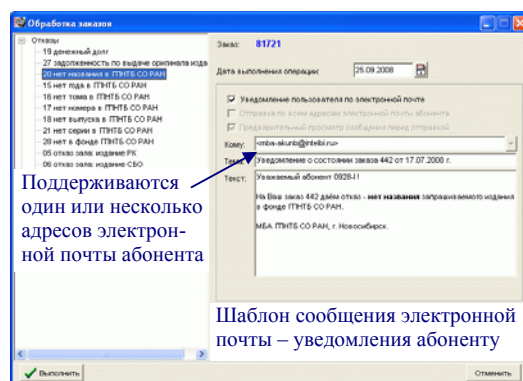 Обработка заказов
Отказы
19 денежный долг
27 задолженность по выдаче оригинала изда
20 нет названия в ГПНТБ СО РАН
15 нет года в ГПНТБ СО РАН
16 нет тома в ГПНТБ СО РАН
17 нет номера в ГПНТБ СО РАН
18 нет выпуска в ГПНТБ СО РАН
21 нет серии в ГПНТБ СО РАН
28 нет в фонде ГПНТБ СО РАН
05 отказ зала: издание РК
06 отказ зала: издание СБО
Поддерживаются
один или несколько
адресов электрон-
ной почты абонента
Заказ: 81721
Дата выполнения операции: 25.09.2008
Уведомление пользователя по электронной почте
Отправка по всем адресам электронной почты абонента
Предварительный просмотр сообщения перед отправкой
Кому: <mba-akunb@intelbi.ru>
Тема: Уведомление о состоянии заказа 442 от 17.07.2008 г.
Текст: Уважаемый абонент 0928-И!
На Ваш заказ 442 даём отказ - нет названия запрашиваемого издания
в фонде ГПНТБ СО РАН.
МБА ГПНТБ СО РАН, г. Новосибирск.
Шаблон сообщения электронной
почты – уведомления абоненту
Выполнить
Отменить